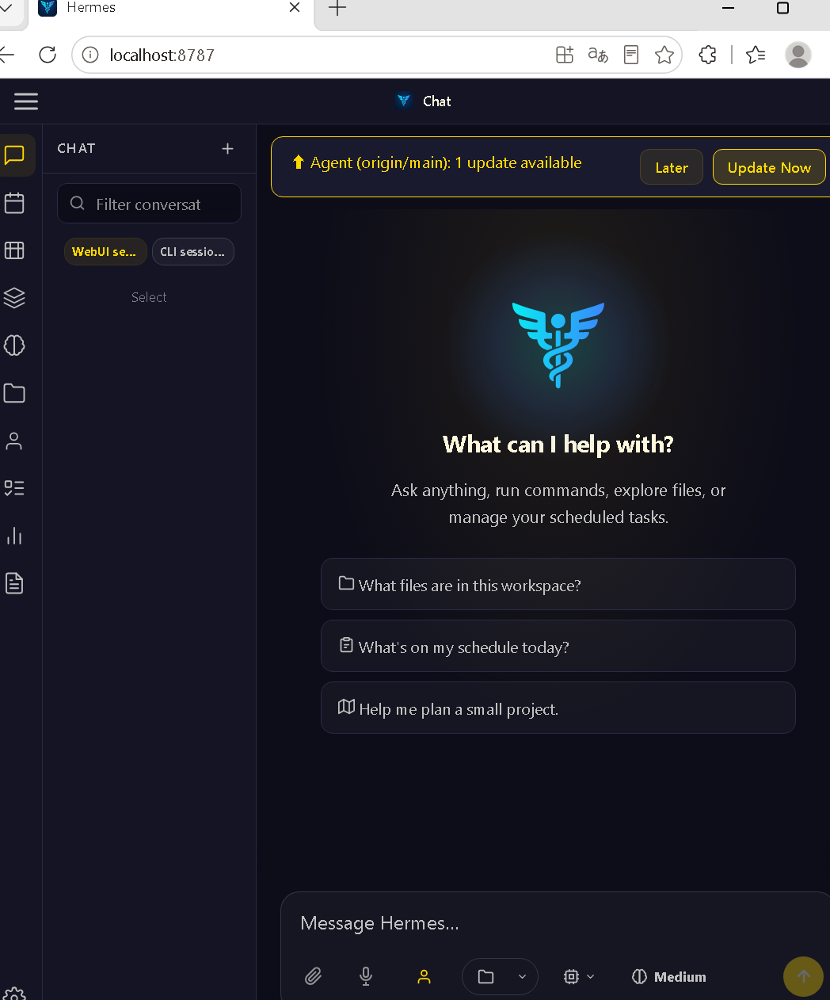 Hermes
localhost:8787
Chat
CHAT
Agent (origin/main): 1 update available
Later
Update Now
Filter conversat
WebUI se...
CLI sessio...
Select
What can I help with?
Ask anything, run commands, explore files, or
manage your scheduled tasks.
What files are in this workspace?
What's on my schedule today?
Help me plan a small project.
Message Hermes...
Medium